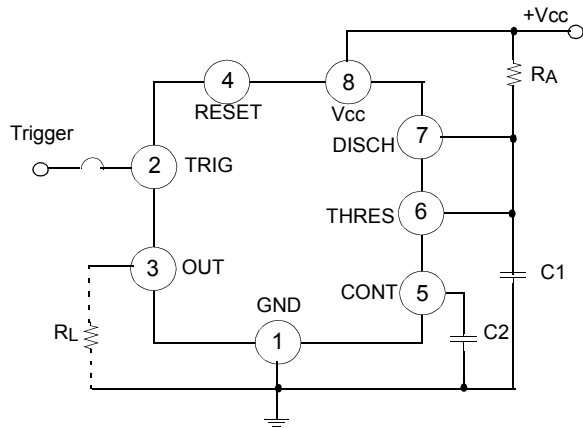 +Vcc
4
8
RA
RESET
Vcc
Trigger
7
DISCH
2
TRIG
6
THRES
3
OUT
C1
CONT
5
GND
RL
1
C2